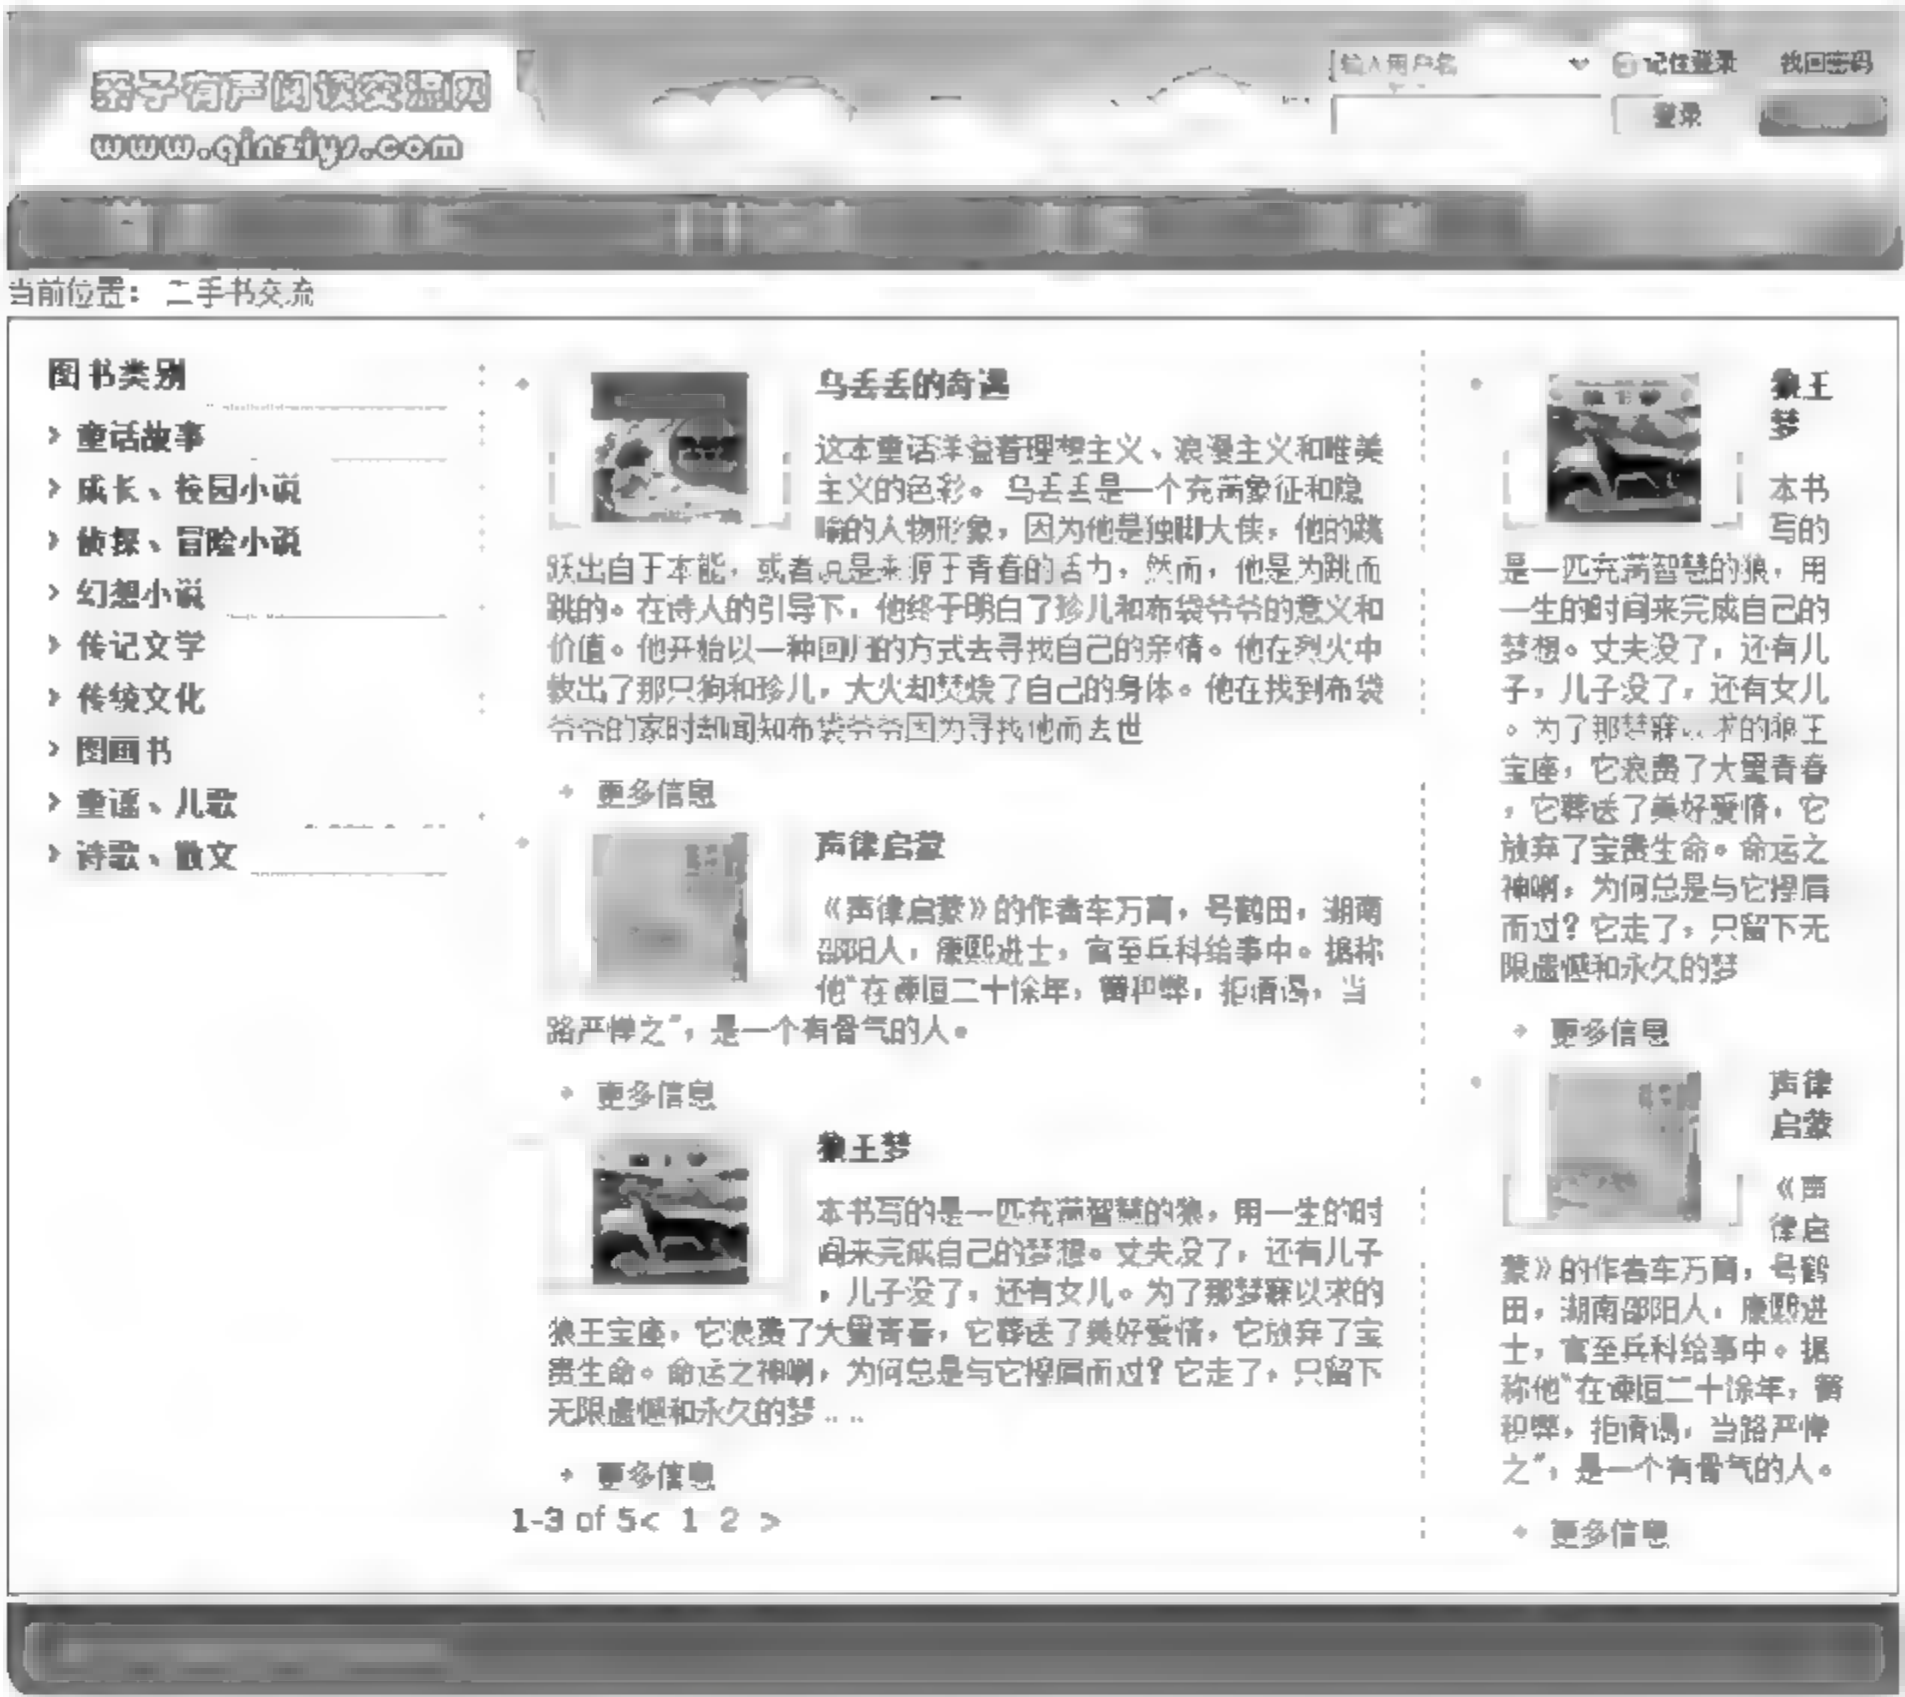 亲子有声阅读资源网
www.qinziys.com
输入用户名
记住登录
找回密码
登录
当前位置： 二手书交流
图书类别
童话故事
成长、校园小说
侦探、冒险小说
幻想小说
传记文学
传统文化
图画书
童谣、儿歌
诗歌、散文
乌丢丢的奇遇
这本童话洋溢着理想主义、浪漫主义和唯美
主义的色彩。 乌丢丢是一个充满象征和隐
喻的人物形象，因为他是独脚大侠，他的跳
跃出自于本能，或者说是来源于青春的活力，然而，他是为跳而
跳的。在诗人的引导下，他终于明白了珍儿和布袋爷爷的意义和
价值。他开始以一种回归的方式去寻找自己的亲情。他在烈火中
救出了那只狗和珍儿，大火却焚烧了自己的身体。他在找到布袋
爷爷的家时却闻知布袋爷爷因为寻找他而去世
更多信息
声律启蒙
《声律启蒙》的作者车万育，号鹤田，湖南
邵阳人，康熙进士，官至兵科给事中。据称
他“在谏垣二十馀年，发积弊，拒请谒，当
路严惮之”，是一个有骨气的人。
更多信息
狼王梦
本书写的是一匹充满智慧的狼，用一生的时
间来完成自己的梦想。丈夫没了，还有儿子
，儿子没了，还有女儿。为了那梦寐以求的
狼王宝座，它浪费了大量青春，它葬送了美好爱情，它放弃了宝
贵生命。命运之神啊，为何总是与它擦肩而过？它走了，只留下
无限遗憾和永久的梦....
更多信息
1-3 of 5< 1 2 >
狼王
梦
本书
写的
是一匹充满智慧的狼，用
一生的时间来完成自己的
梦想。丈夫没了，还有儿
子，儿子没了，还有女儿
。为了那梦寐以求的狼王
宝座，它浪费了大量青春
，它葬送了美好爱情，它
放弃了宝贵生命。命运之
神啊，为何总是与它擦肩
而过？它走了，只留下无
限遗憾和永久的梦
更多信息
声律
启蒙
《声
律启
蒙》的作者车万育，号鹤
田，湖南邵阳人，康熙进
士，官至兵科给事中。据
称他“在谏垣二十馀年，发
积弊，拒请谒，当路严惮
之”，是一个有骨气的人。
更多信息